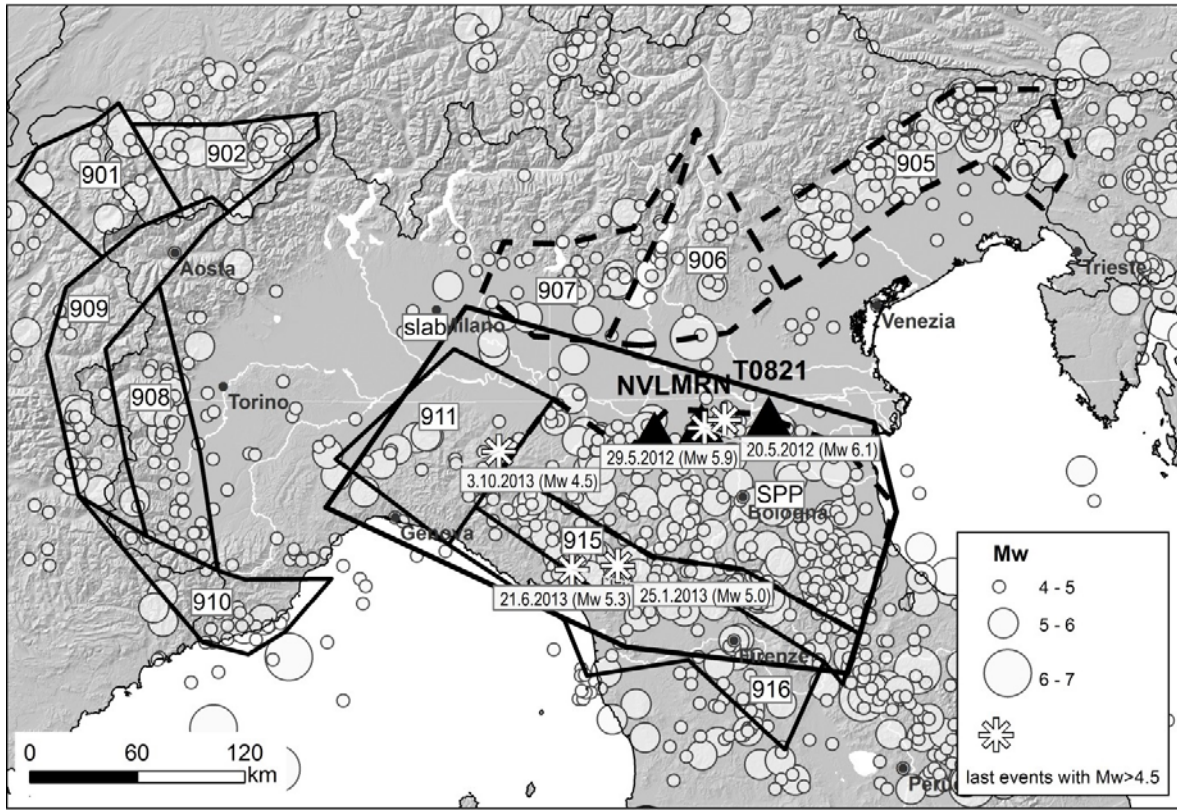 902
901
905
Aosta
Trieste
906
909
907
Venezia
slab
Milano
T0821
NVL MRN
Torino
908
911
29.5.2012 (Mw 5.9)
20.5.2012 (Mw 6.1)
3.10.2013 (Mw 4.5)
SPP
Bologna
Genova
915
Mw
4 - 5
910
21.6.2013 (Mw 5.3)
25.1.2013 (Mw 5.0)
5 - 6
Firenze
916
6 - 7
0 60 120
km
last events with Mw>4.5